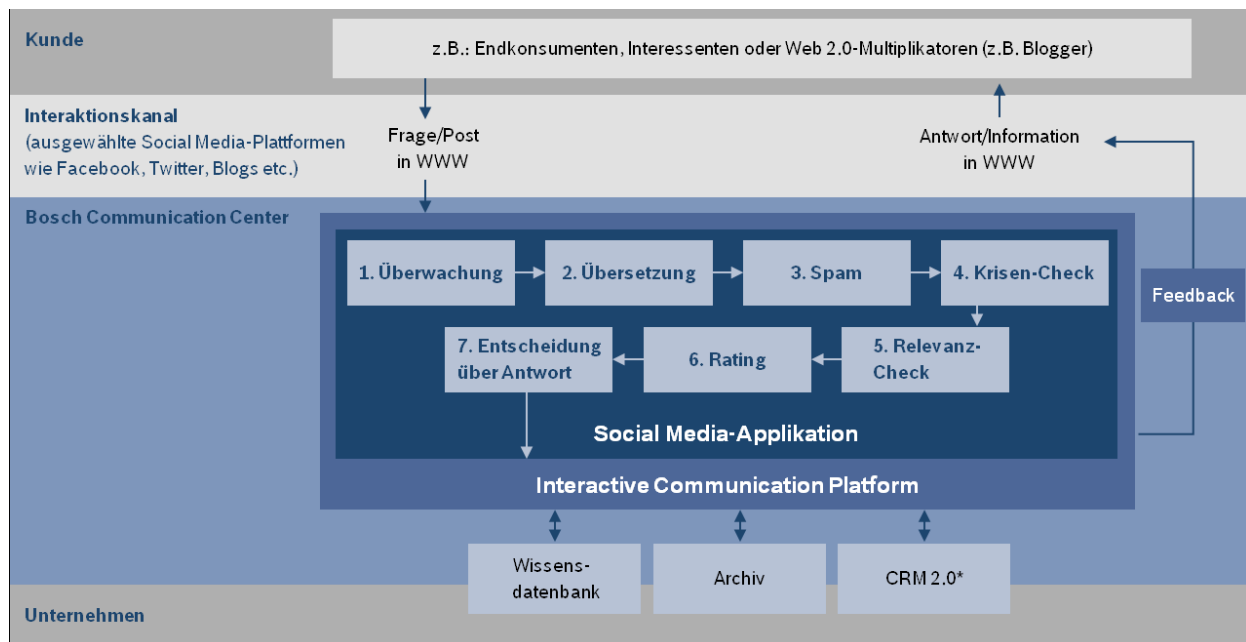 Kunde
z.B.: Endkonsumenten, Interessenten oder Web 2.0-Multiplikatoren (z.B. Blogger)
Interaktionskanal
(ausgewählte Social Media-Plattformen
wie Facebook, Twitter, Blogs etc.)
Frage/Post
in WWW
Antwort/Information
in WWW
Bosch Communication Center
1. Überwachung
2. Übersetzung
3. Spam
4. Krisen-Check
Feedback
7. Entscheidung
über Antwort
6. Rating
5. Relevanz-
Check
Social Media-Applikation
Interactive Communication Platform
Wissens-
datenbank
Archiv
CRM 2.0*
Unternehmen